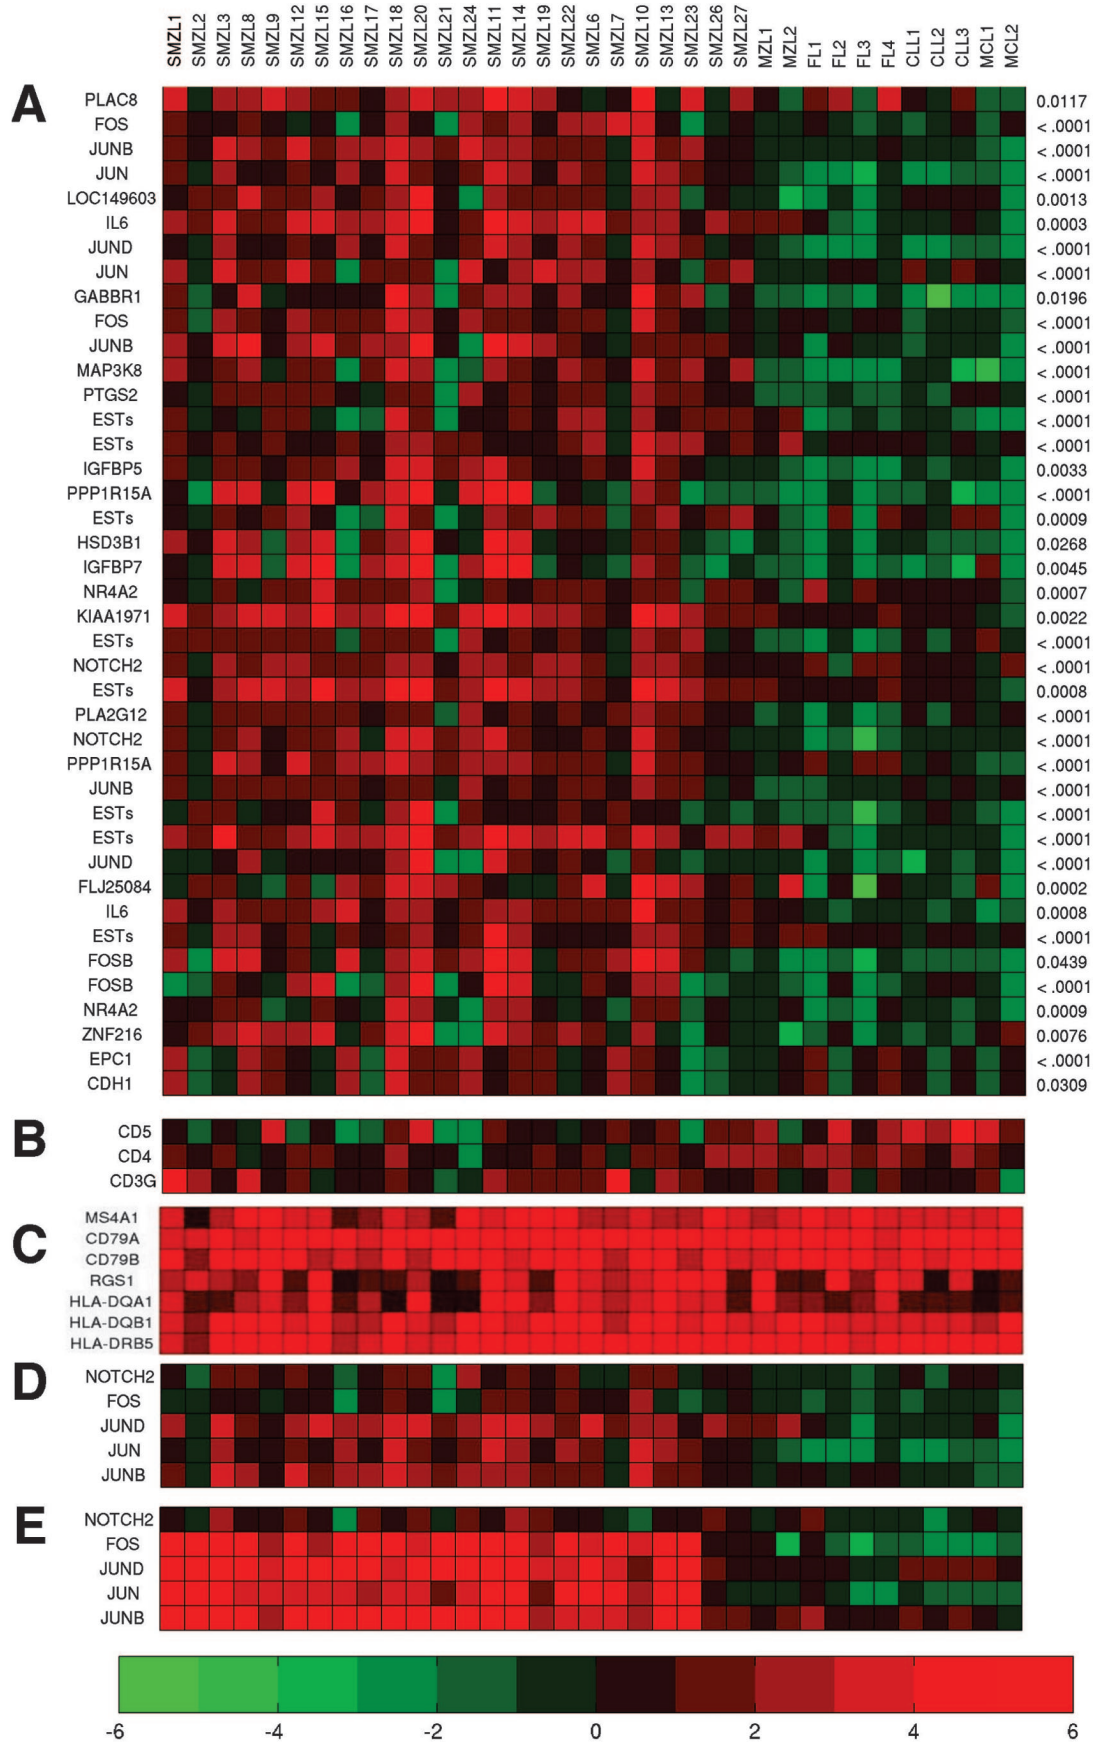 SMZL1 SMZL2 SMZL3 SMZL8 SMZL9 SMZL12 SMZL15 SMZL16 SMZL17 SMZL18 SMZL20 SMZL21 SMZL24 SMZL11 SMZL14 SMZL19 SMZL22 SMZL6 SMZL7 SMZL10 SMZL13 SMZL23 SMZL26 SMZL27 MZL1 MZL2 FL1 FL2 FL3 FL4 CLL1 CLL2 CLL3 MCL1 MCL2
A
PLAC8 0.0117
FOS < .0001
JUNB < .0001
JUN < .0001
LOC149603 0.0013
IL6 0.0003
JUND < .0001
JUN < .0001
GABBR1 0.0196
FOS < .0001
JUNB < .0001
MAP3K8 < .0001
PTGS2 < .0001
ESTs < .0001
ESTs < .0001
IGFBP5 0.0033
PPP1R15A < .0001
ESTs 0.0009
HSD3B1 0.0268
IGFBP7 0.0045
NR4A2 0.0007
KIAA1971 0.0022
ESTs < .0001
NOTCH2 < .0001
ESTs 0.0008
PLA2G12 < .0001
NOTCH2 < .0001
PPP1R15A < .0001
JUNB < .0001
ESTs < .0001
ESTs < .0001
JUND < .0001
FLJ25084 0.0002
IL6 0.0008
ESTs < .0001
FOSB 0.0439
FOSB < .0001
NR4A2 0.0009
ZNF216 0.0076
EPC1 < .0001
CDH1 0.0309
B
CD5
CD4
CD3G
C
MS4A1
CD79A
CD79B
RGS1
HLA-DQA1
HLA-DQB1
HLA-DRB5
D
NOTCH2
FOS
JUND
JUN
JUNB
E
NOTCH2
FOS
JUND
JUN
JUNB
-6 -4 -2 0 2 4 6